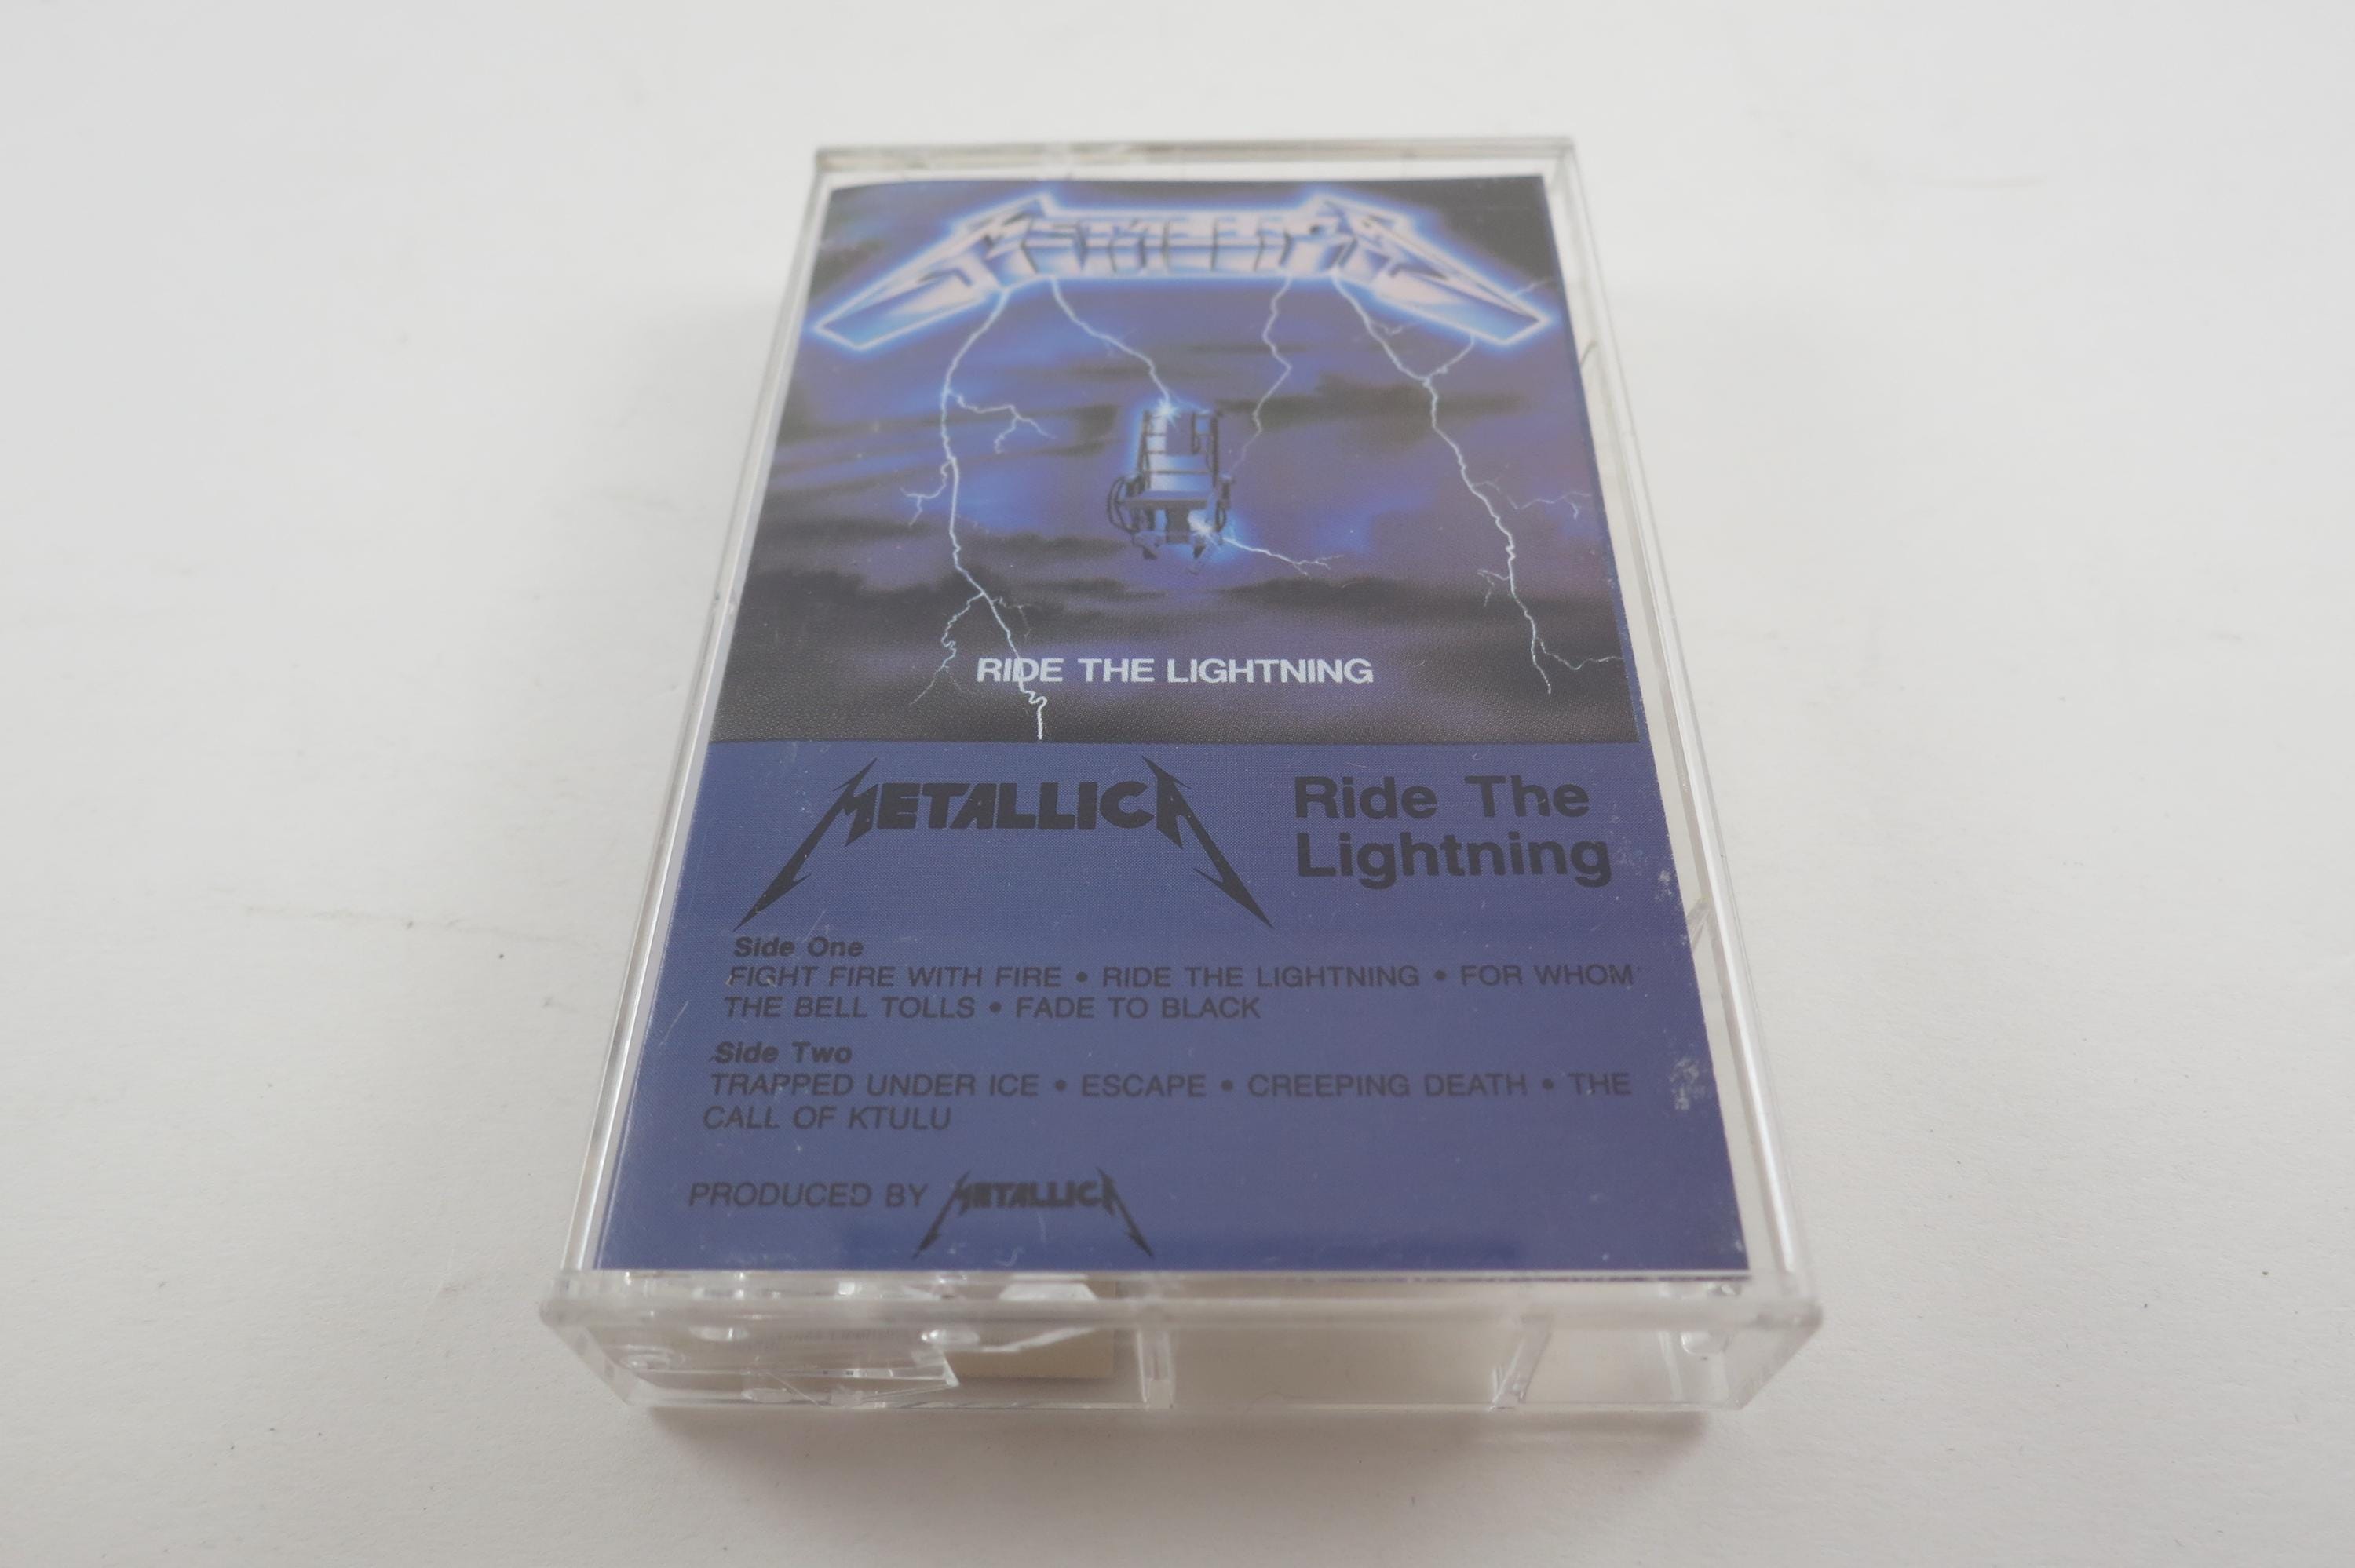 METALLICA
RIDE THE LIGHTNING
METALLICA
Ride The
Lightning
Side One
FIGHT FIRE WITH FIRE • RIDE THE LIGHTNING • FOR WHOM
THE BELL TOLLS • FADE TO BLACK
Side Two
TRAPPED UNDER ICE • ESCAPE • CREEPING DEATH • THE
CALL OF KTULU
PRODUCED BY METALLICA